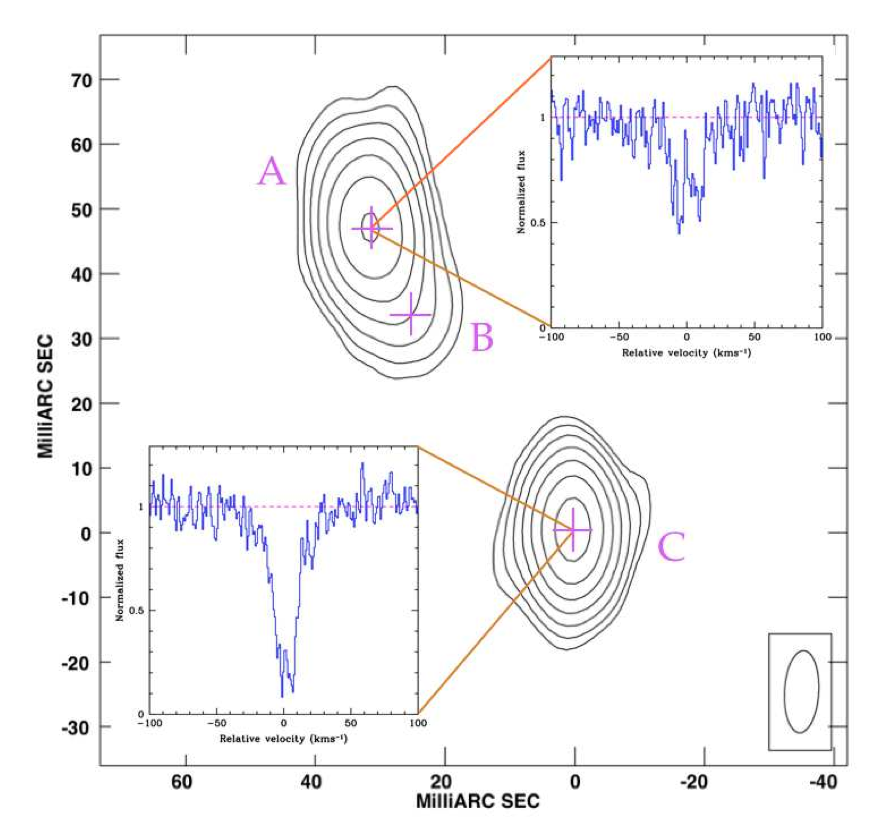 70
60
50
40
30
20
10
0
-10
-20
-30
MilliARC SEC
60 40 20 0 -20 -40
MilliARC SEC
A
B
C
1
0.5
0
Normalized flux
-100 -50 0 50 100
Relative velocity (kms⁻¹)
1
0.5
0
Normalized flux
-100 -50 0 50 100
Relative velocity (kms⁻¹)